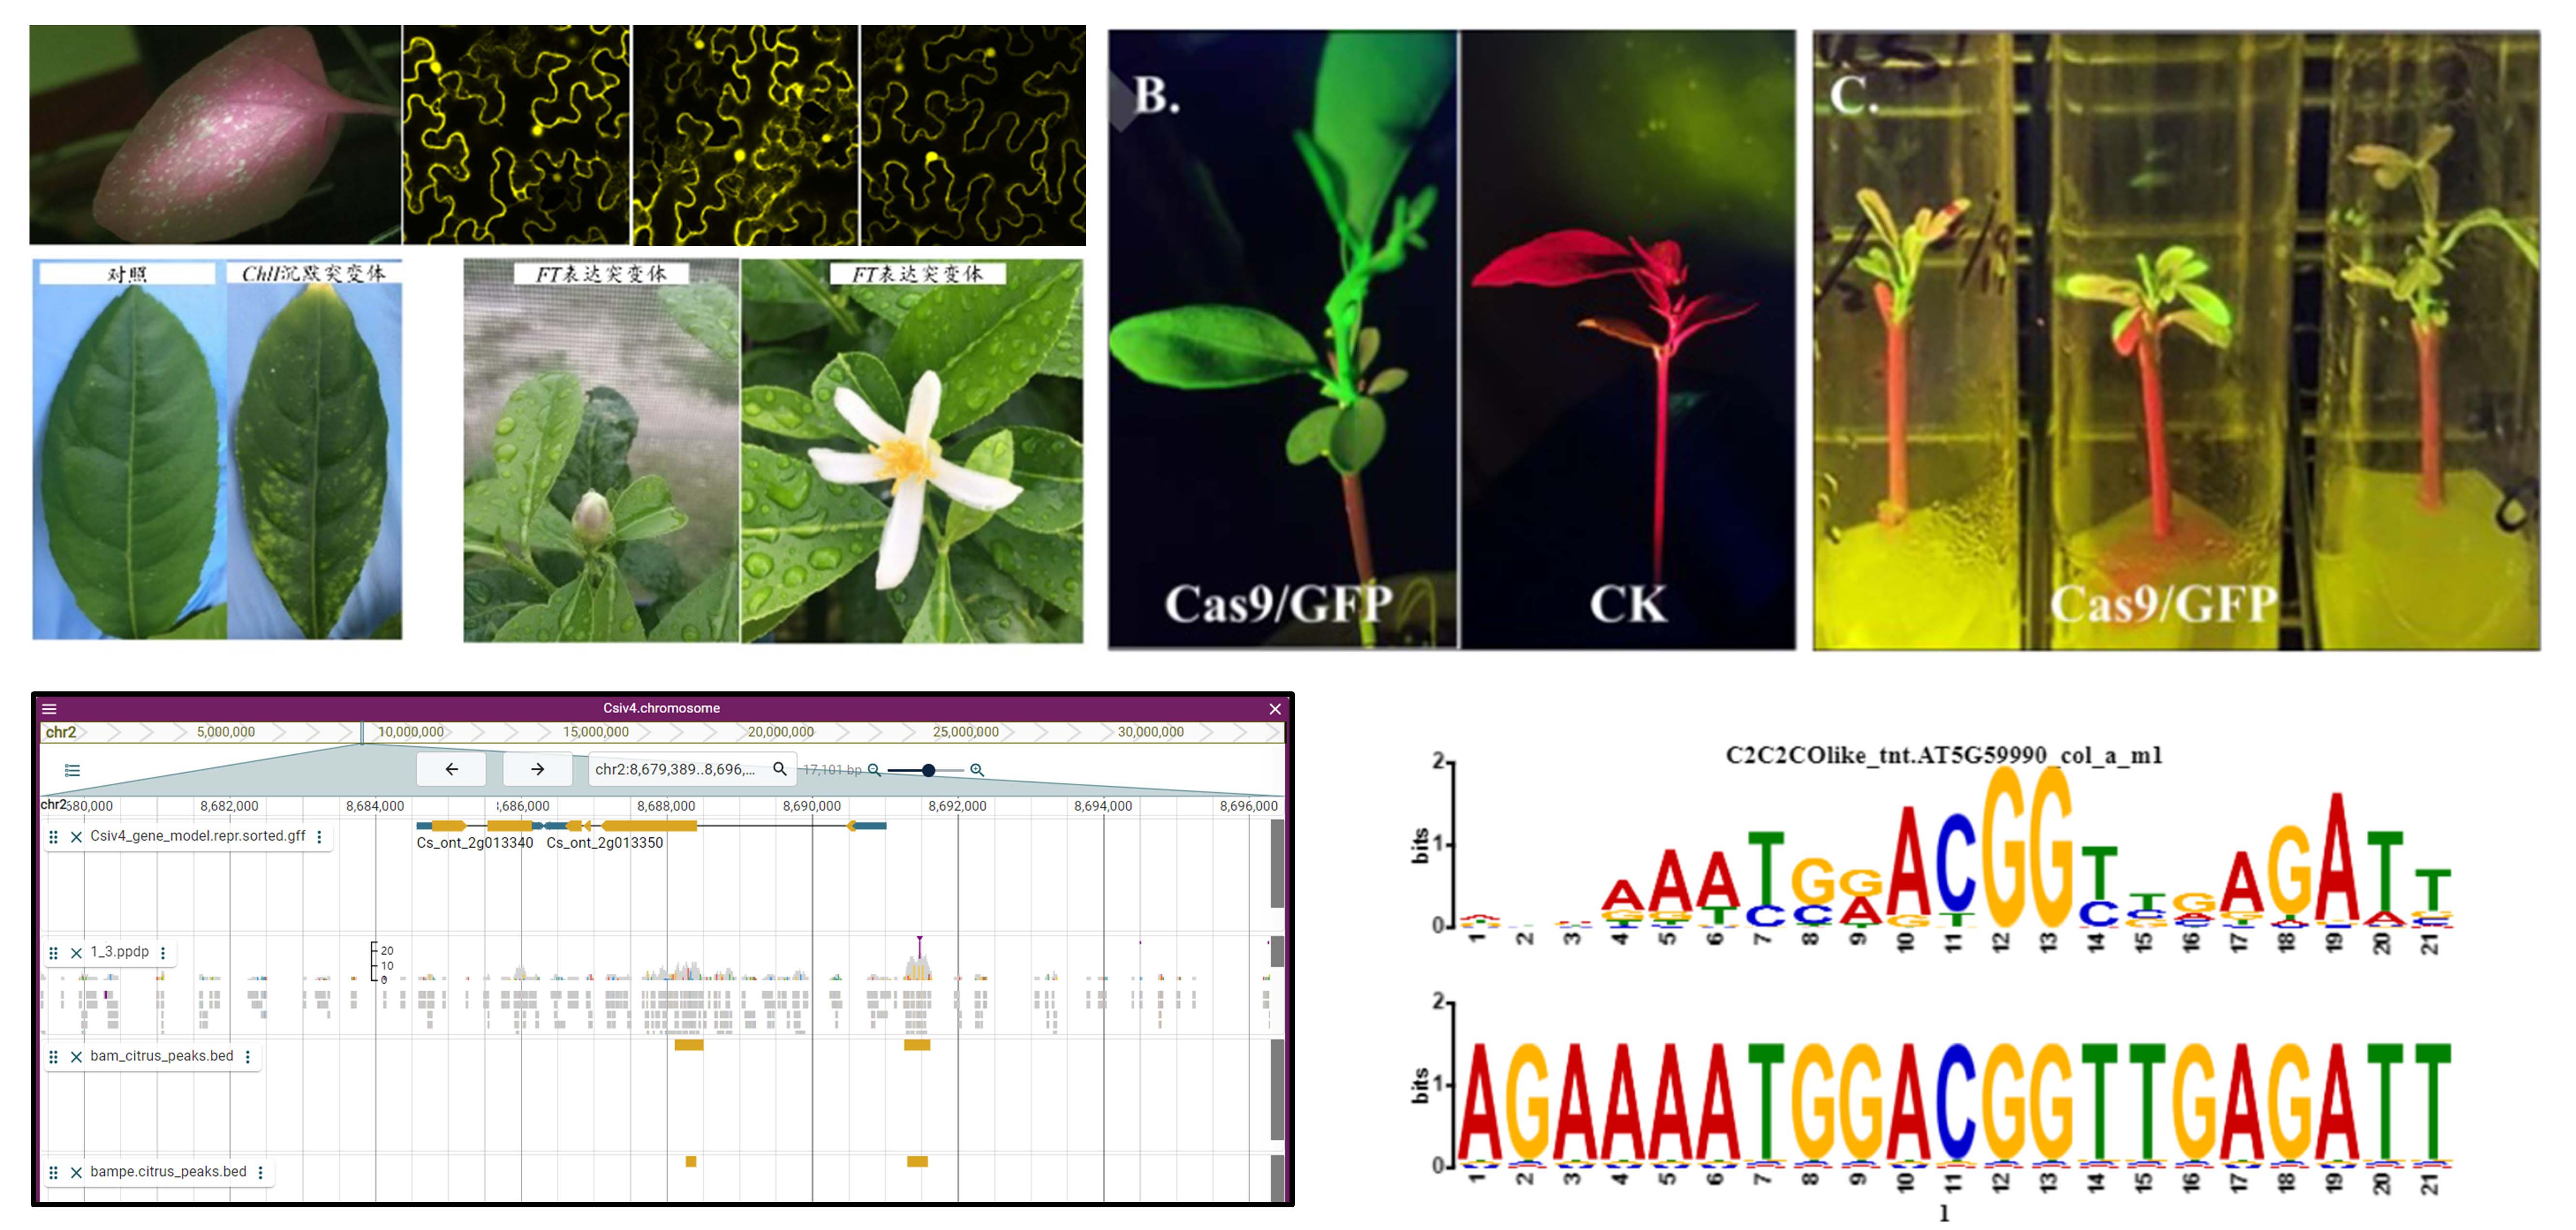 B.
C.
对照
ChlI沉默突变体
FT表达突变体
FT表达突变体
Cas9/GFP
CK
Cas9/GFP
Csiv4.chromosome
chr2
5,000,000
10,000,000
15,000,000
20,000,000
25,000,000
30,000,000
chr2:8,679,389..8,696,...
17,101 bp
chr2
580,000
8,682,000
8,684,000
,686,000
8,688,000
8,690,000
8,692,000
8,694,000
8,696,000
Csiv4_gene_model.repr.sorted.gff
Cs_ont_2g013340
Cs_ont_2g013350
1_3.ppdp
20
10
0
bam_citrus_peaks.bed
bampe.citrus_peaks.bed
C2C2COlike_tnt.AT5G59990_col_a_m1
2
bits
1
0
AAATGGACGGTTGAGATT
1 2 3 4 5 6 7 8 9 10 11 12 13 14 15 16 17 18 19 20 21
2
bits
1
0
AGAAAATGGACGGTTGAGATT
1 2 3 4 5 6 7 8 9 10 11 12 13 14 15 16 17 18 19 20 21
1